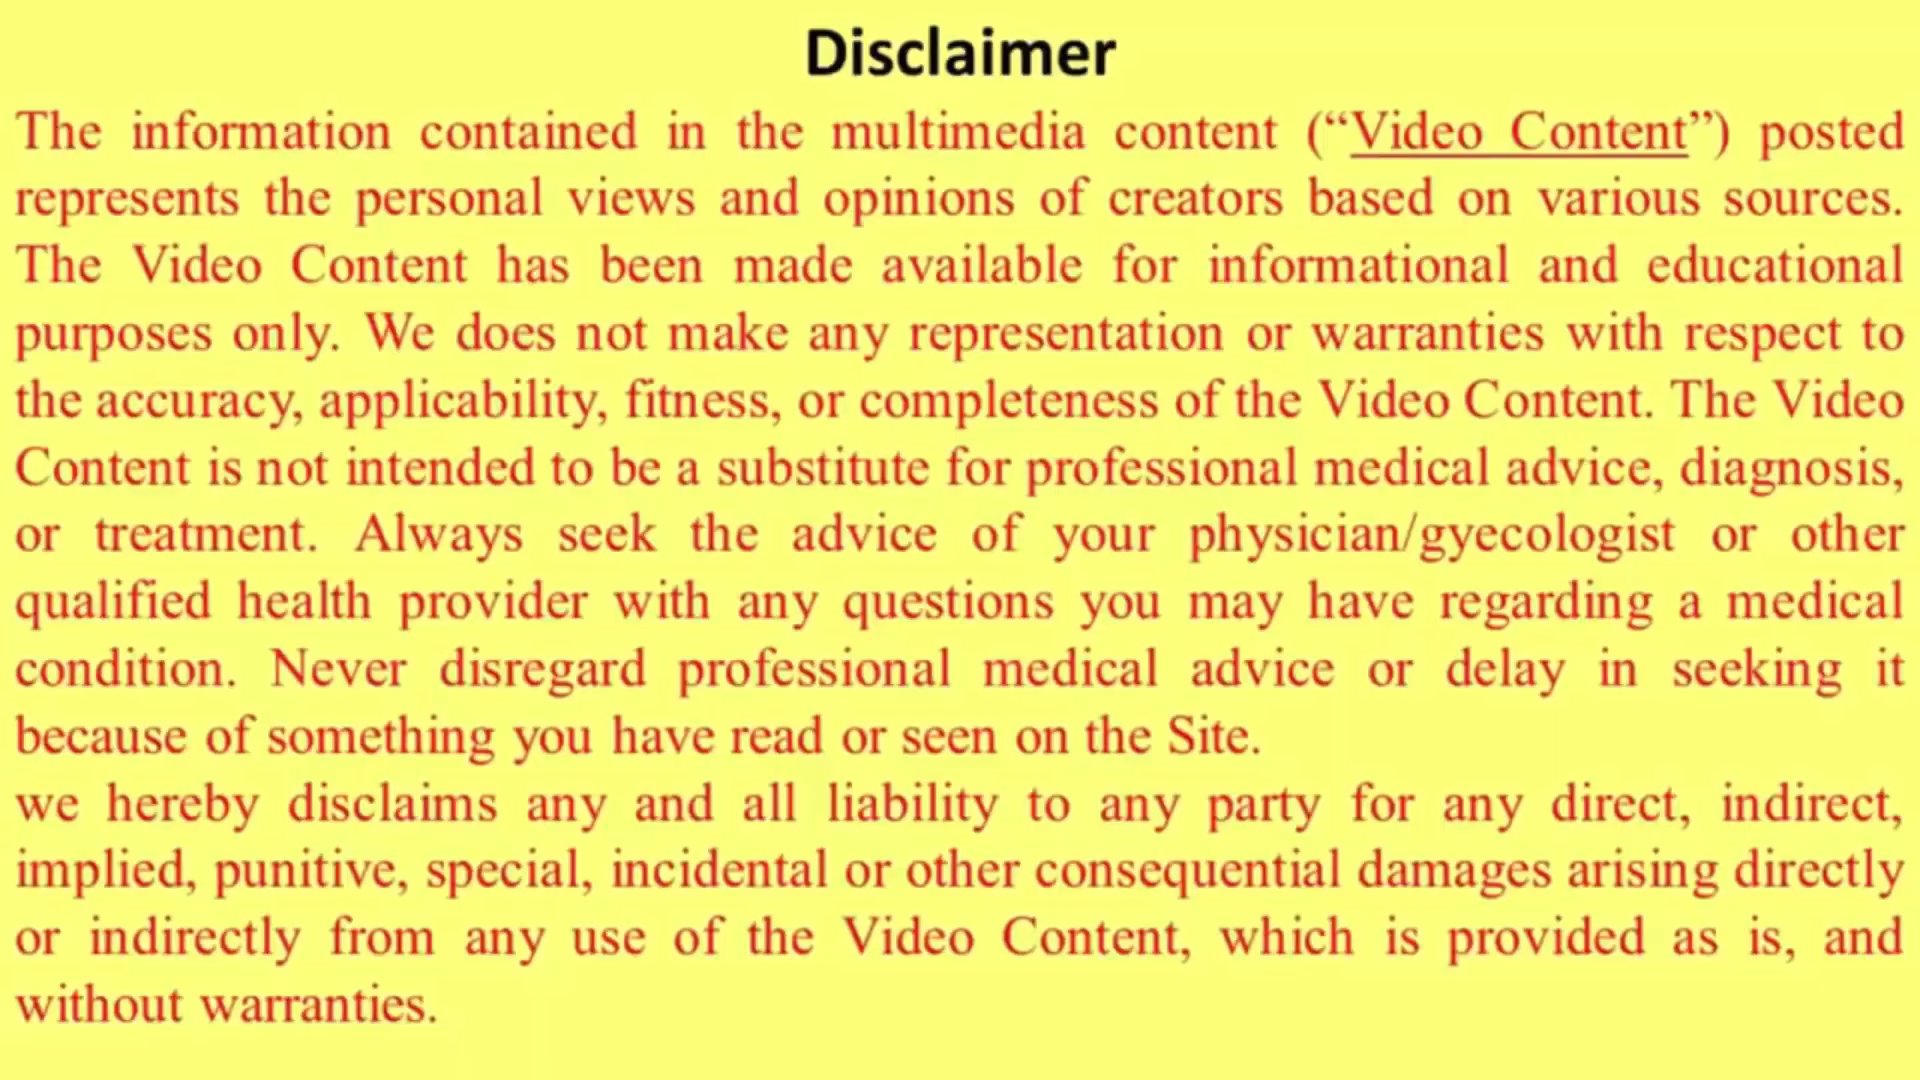 Disclaimer
The information contained in the multimedia content (“Video Content”) posted
represents the personal views and opinions of creators based on various sources.
The Video Content has been made available for informational and educational
purposes only. We does not make any representation or warranties with respect to
the accuracy, applicability, fitness, or completeness of the Video Content. The Video
Content is not intended to be a substitute for professional medical advice, diagnosis,
or treatment. Always seek the advice of your physician/gyecologist or other
qualified health provider with any questions you may have regarding a medical
condition. Never disregard professional medical advice or delay in seeking it
because of something you have read or seen on the Site.
we hereby disclaims any and all liability to any party for any direct, indirect,
implied, punitive, special, incidental or other consequential damages arising directly
or indirectly from any use of the Video Content, which is provided as is, and
without warranties.